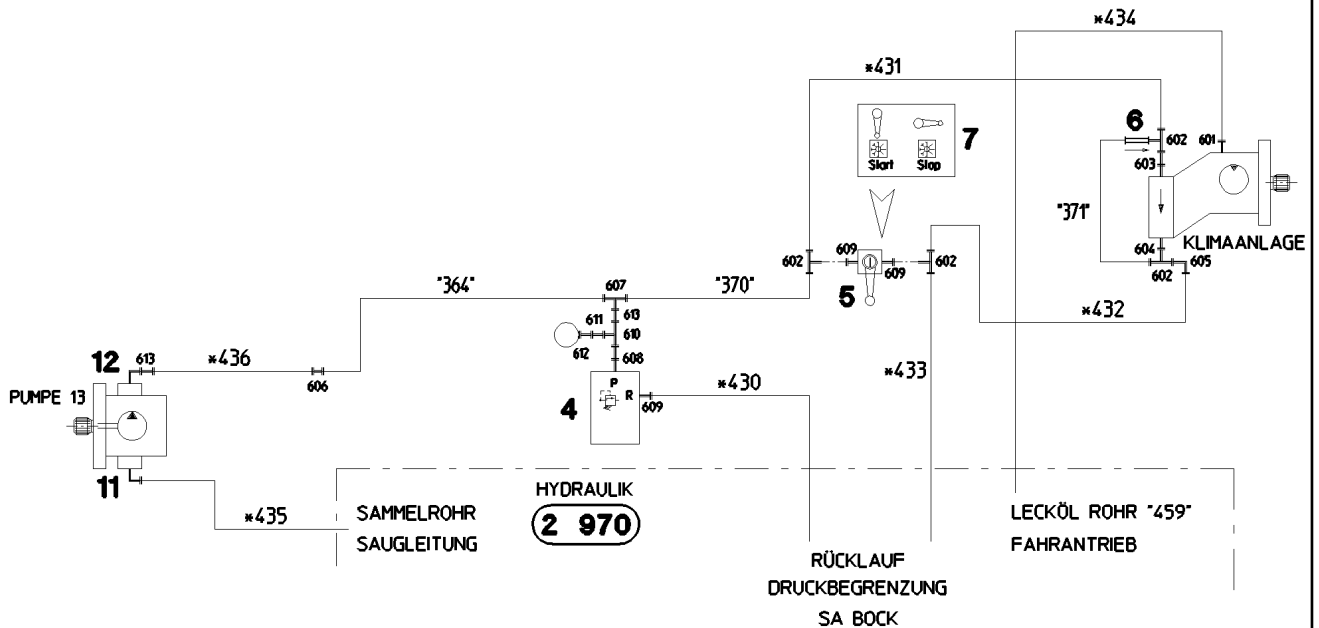 *434
*431
6
7
602
601
603
Start
Stop
"371"
604
KLIMAANLAGE
609
602
609
602
602
605
5
"364"
607
"370"
*432
613
611
610
612
608
12
613
*436
606
*433
P
*430
PUMPE 13
4
R
609
11
HYDRAULIK
*435
SAMMELROHR
SAUGLEITUNG
2 970
LECKÖL ROHR "459"
FAHRANTRIEB
RÜCKLAUF
DRUCKBEGRENZUNG
SA BOCK